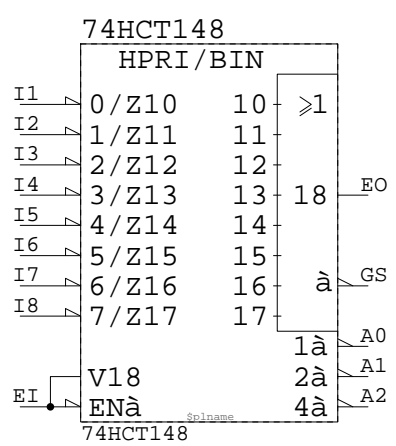 74HCT148
HPRI/BIN
I1 0/Z10 10 ⩾1
I2 1/Z11 11
I3 2/Z12 12
I4 3/Z13 13 18 EO
I5 4/Z14 14
I6 5/Z15 15
I7 6/Z16 16 à GS
I8 7/Z17 17
1à A0
V18 2à A1
EI ENà 4à A2
$plname
74HCT148